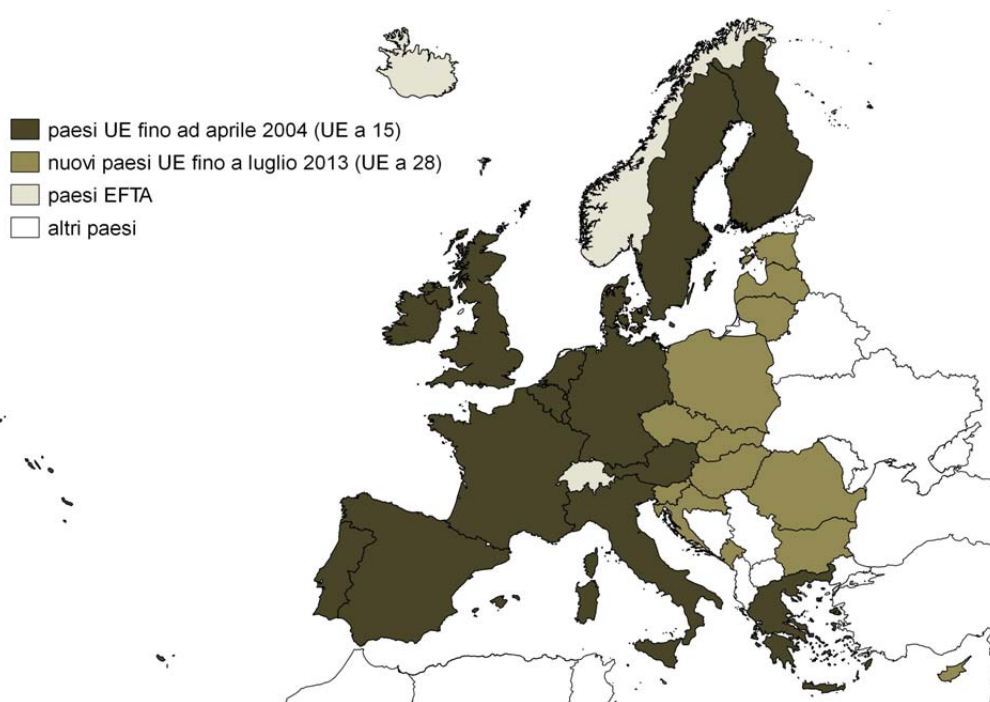 paesi UE fino ad aprile 2004 (UE a 15)
nuovi paesi UE fino a luglio 2013 (UE a 28)
paesi EFTA
altri paesi